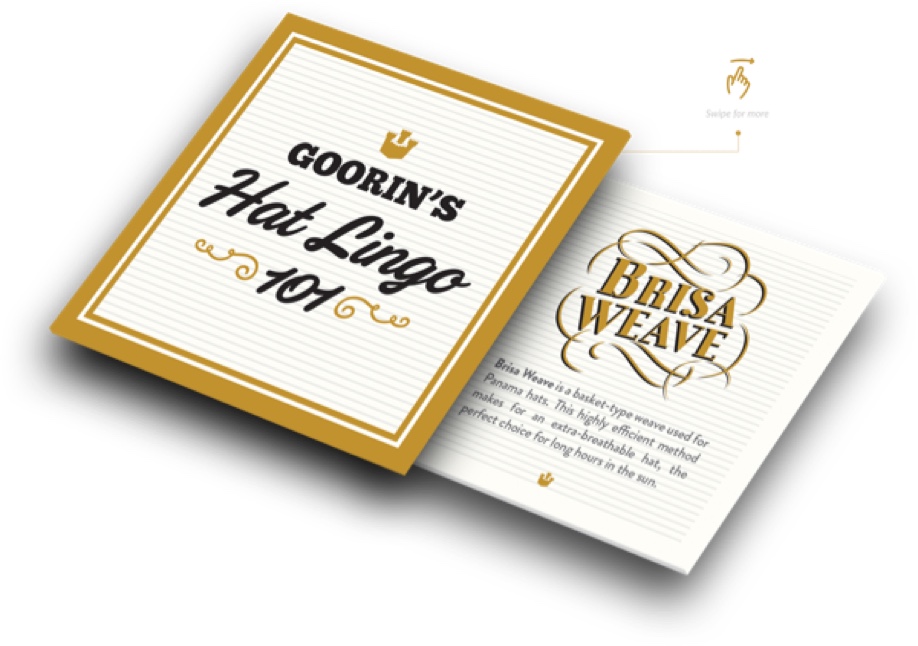 GOORIN'S
Hat Lingo
101
Swipe for more
BRISA
WEAVE
Brisa Weave is a basket-type weave used for
Panama hats. This highly efficient method
makes for an extra-breathable hat, the
perfect choice for long hours in the sun.